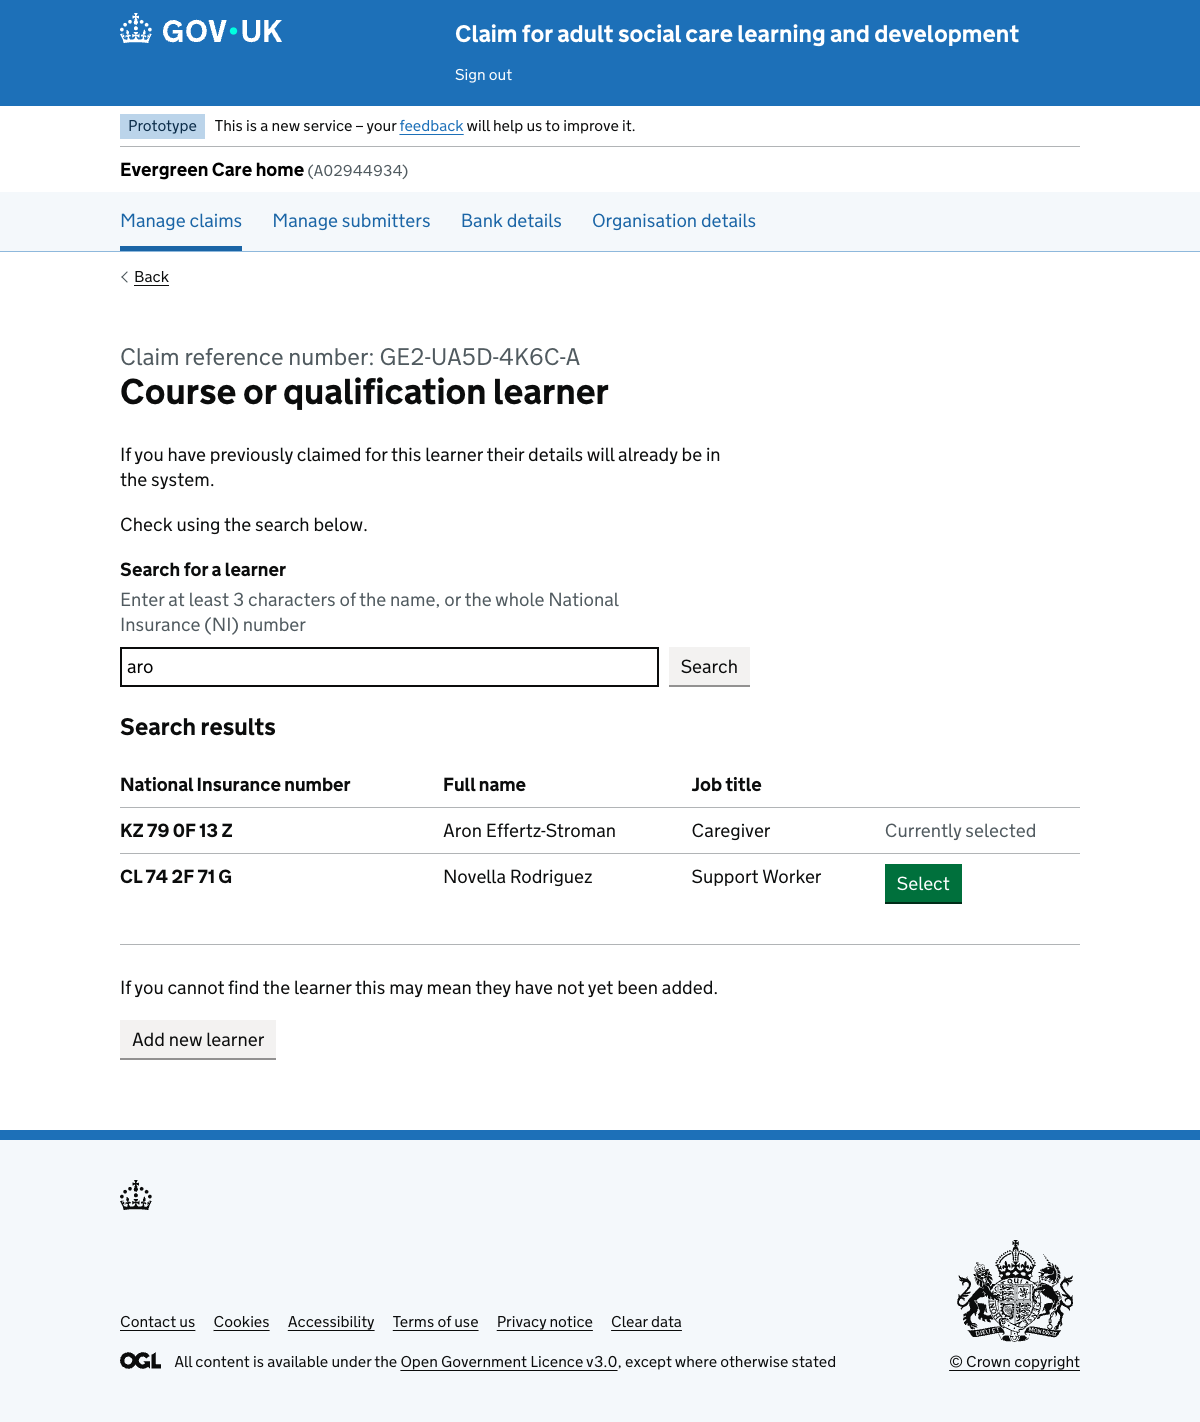 GOV·UK
Claim for adult social care learning and development
Sign out
Prototype This is a new service – your feedback will help us to improve it.
Evergreen Care home (A02944934)
Manage claims Manage submitters Bank details Organisation details
Back
Claim reference number: GE2-UA5D-4K6C-A
Course or qualification learner
If you have previously claimed for this learner their details will already be in
the system.
Check using the search below.
Search for a learner
Enter at least 3 characters of the name, or the whole National
Insurance (NI) number
aro Search
Search results
National Insurance number Full name Job title
KZ 79 0F 13 Z Aron Effertz-Stroman Caregiver Currently selected
CL 74 2F 71 G Novella Rodriguez Support Worker Select
If you cannot find the learner this may mean they have not yet been added.
Add new learner
Contact us Cookies Accessibility Terms of use Privacy notice Clear data
OGL All content is available under the Open Government Licence v3.0, except where otherwise stated
© Crown copyright